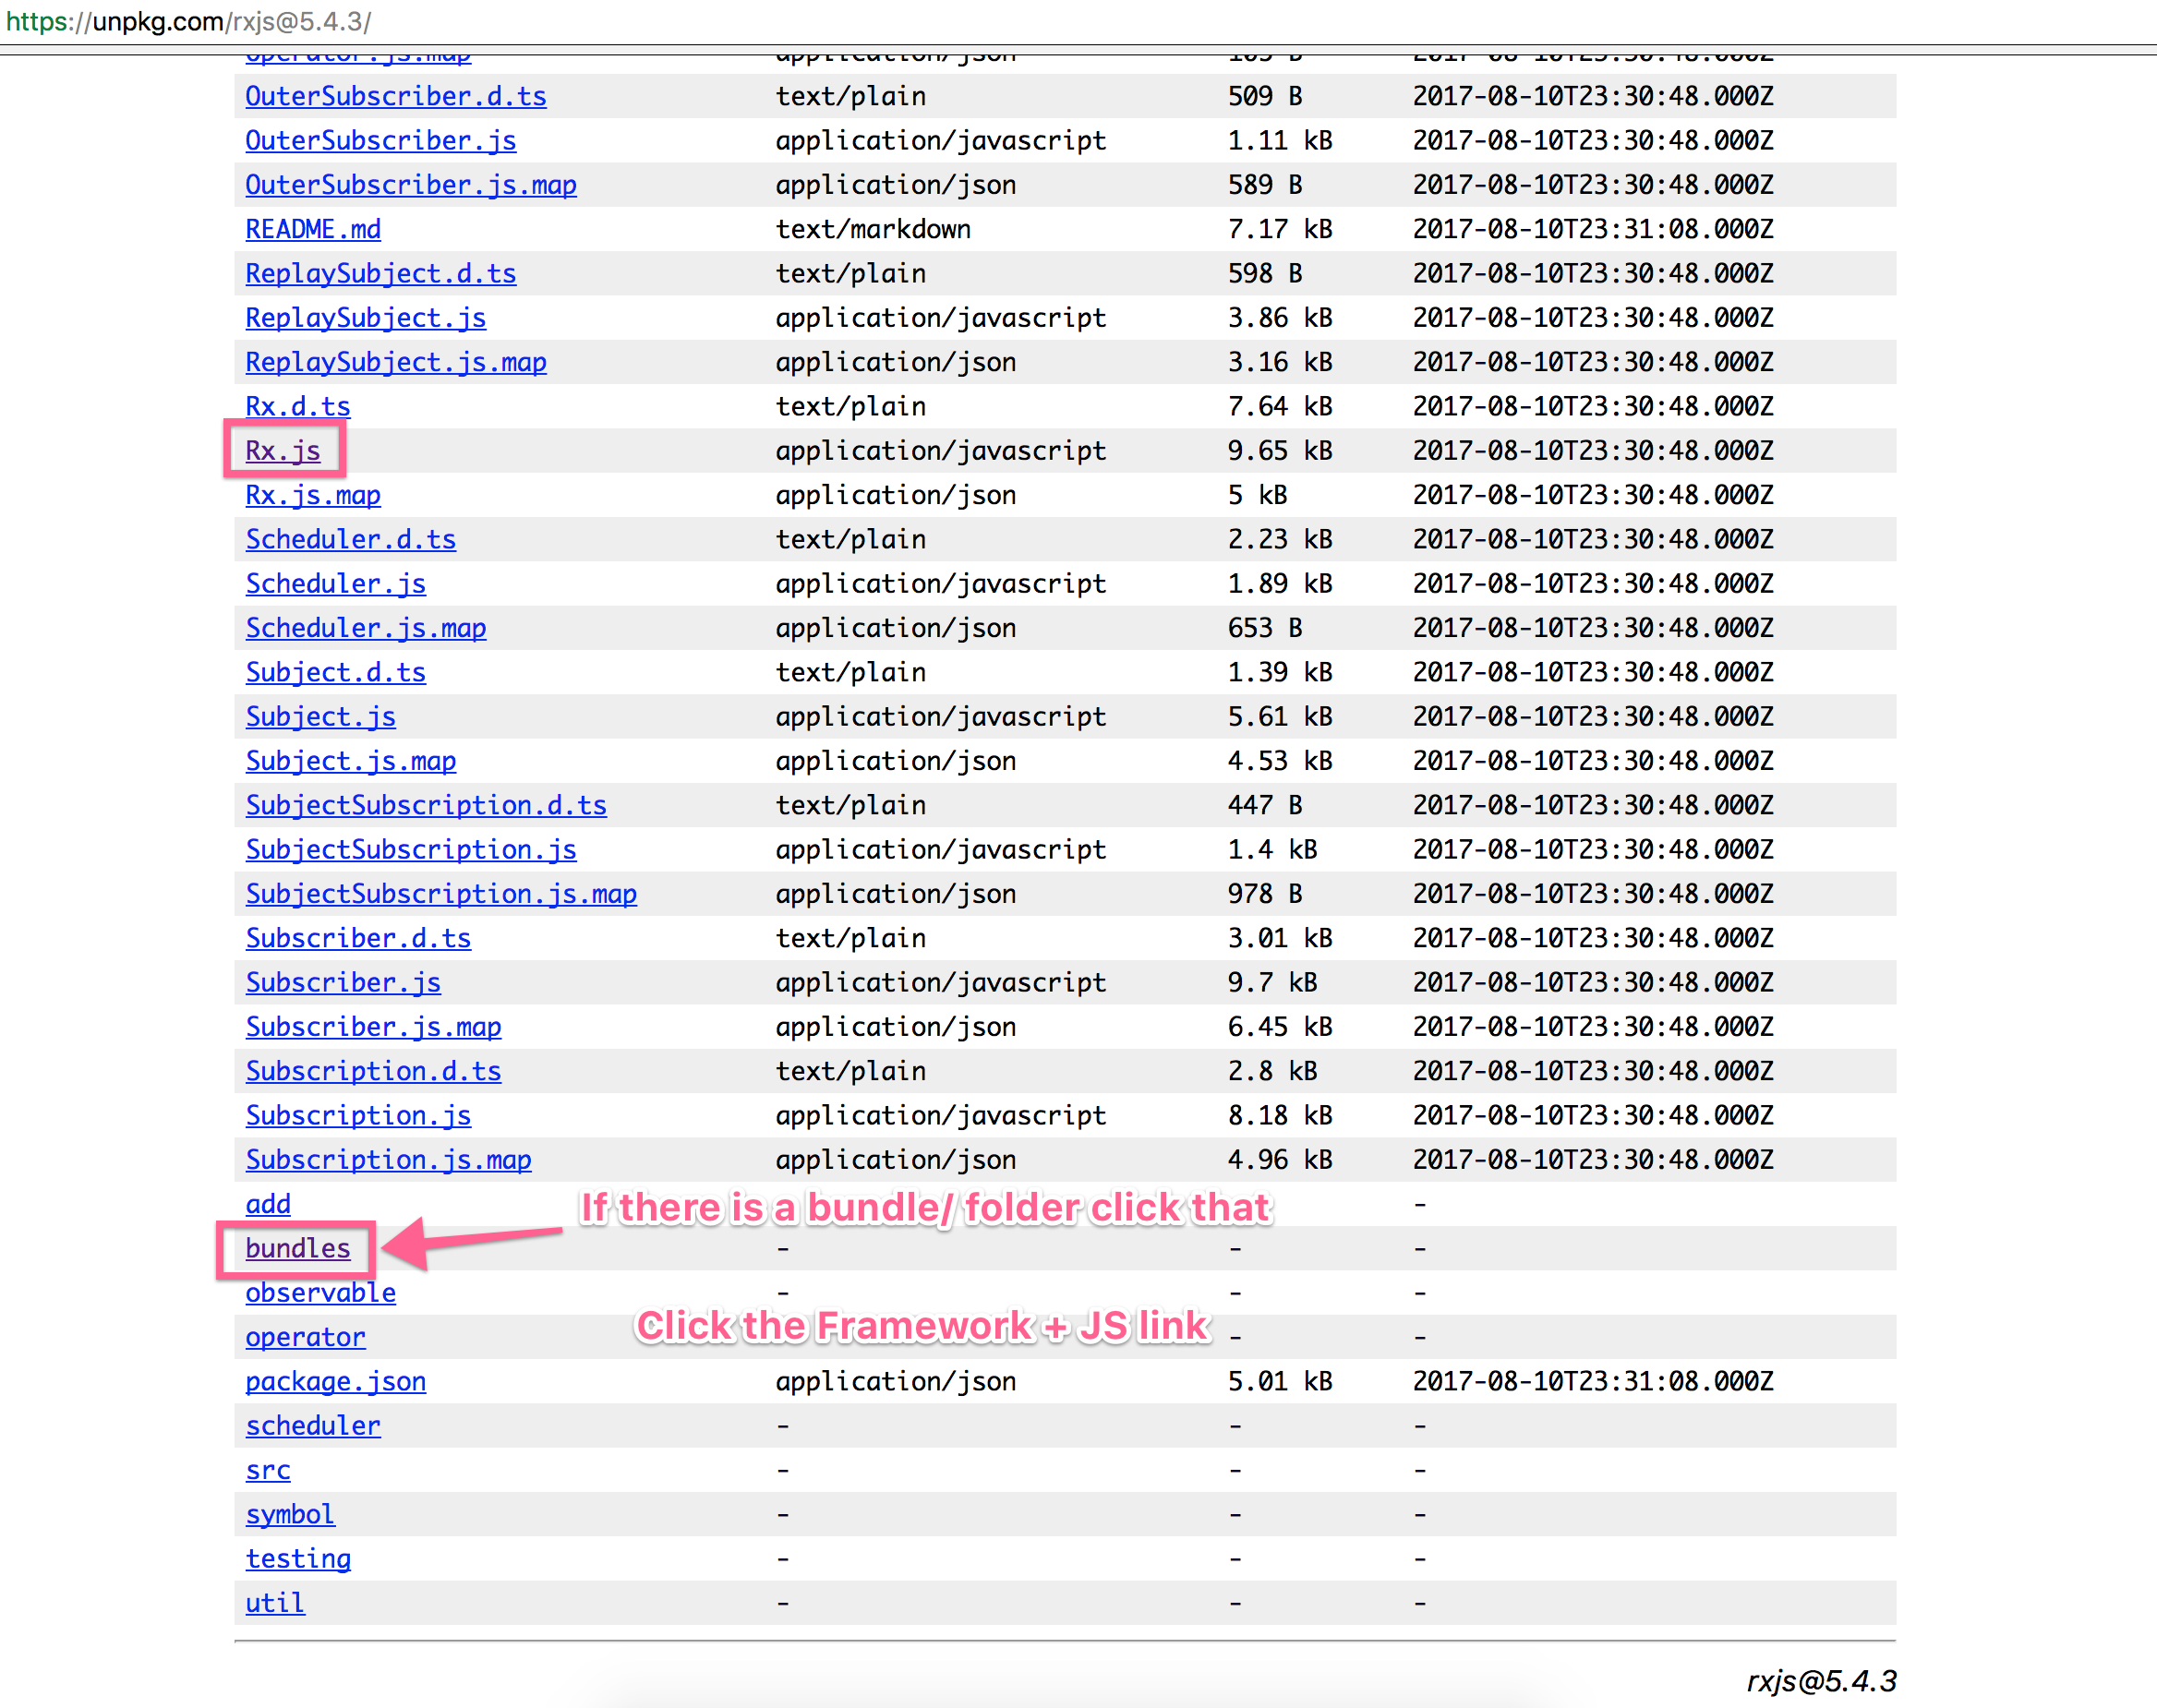 https://unpkg.com/rxjs@5.4.3/
operator.js.map application/json 105 B 2017-08-10T23:30:48.000Z
OuterSubscriber.d.ts text/plain 509 B 2017-08-10T23:30:48.000Z
OuterSubscriber.js application/javascript 1.11 kB 2017-08-10T23:30:48.000Z
OuterSubscriber.js.map application/json 589 B 2017-08-10T23:30:48.000Z
README.md text/markdown 7.17 kB 2017-08-10T23:31:08.000Z
ReplaySubject.d.ts text/plain 598 B 2017-08-10T23:30:48.000Z
ReplaySubject.js application/javascript 3.86 kB 2017-08-10T23:30:48.000Z
ReplaySubject.js.map application/json 3.16 kB 2017-08-10T23:30:48.000Z
Rx.d.ts text/plain 7.64 kB 2017-08-10T23:30:48.000Z
Rx.js application/javascript 9.65 kB 2017-08-10T23:30:48.000Z
Rx.js.map application/json 5 kB 2017-08-10T23:30:48.000Z
Scheduler.d.ts text/plain 2.23 kB 2017-08-10T23:30:48.000Z
Scheduler.js application/javascript 1.89 kB 2017-08-10T23:30:48.000Z
Scheduler.js.map application/json 653 B 2017-08-10T23:30:48.000Z
Subject.d.ts text/plain 1.39 kB 2017-08-10T23:30:48.000Z
Subject.js application/javascript 5.61 kB 2017-08-10T23:30:48.000Z
Subject.js.map application/json 4.53 kB 2017-08-10T23:30:48.000Z
SubjectSubscription.d.ts text/plain 447 B 2017-08-10T23:30:48.000Z
SubjectSubscription.js application/javascript 1.4 kB 2017-08-10T23:30:48.000Z
SubjectSubscription.js.map application/json 978 B 2017-08-10T23:30:48.000Z
Subscriber.d.ts text/plain 3.01 kB 2017-08-10T23:30:48.000Z
Subscriber.js application/javascript 9.7 kB 2017-08-10T23:30:48.000Z
Subscriber.js.map application/json 6.45 kB 2017-08-10T23:30:48.000Z
Subscription.d.ts text/plain 2.8 kB 2017-08-10T23:30:48.000Z
Subscription.js application/javascript 8.18 kB 2017-08-10T23:30:48.000Z
Subscription.js.map application/json 4.96 kB 2017-08-10T23:30:48.000Z
add If there is a bundle/ folder click that -
bundles - - -
observable - - -
operator Click the Framework + JS link - -
package.json application/json 5.01 kB 2017-08-10T23:31:08.000Z
scheduler - - -
src - - -
symbol - - -
testing - - -
util - - -
rxjs@5.4.3